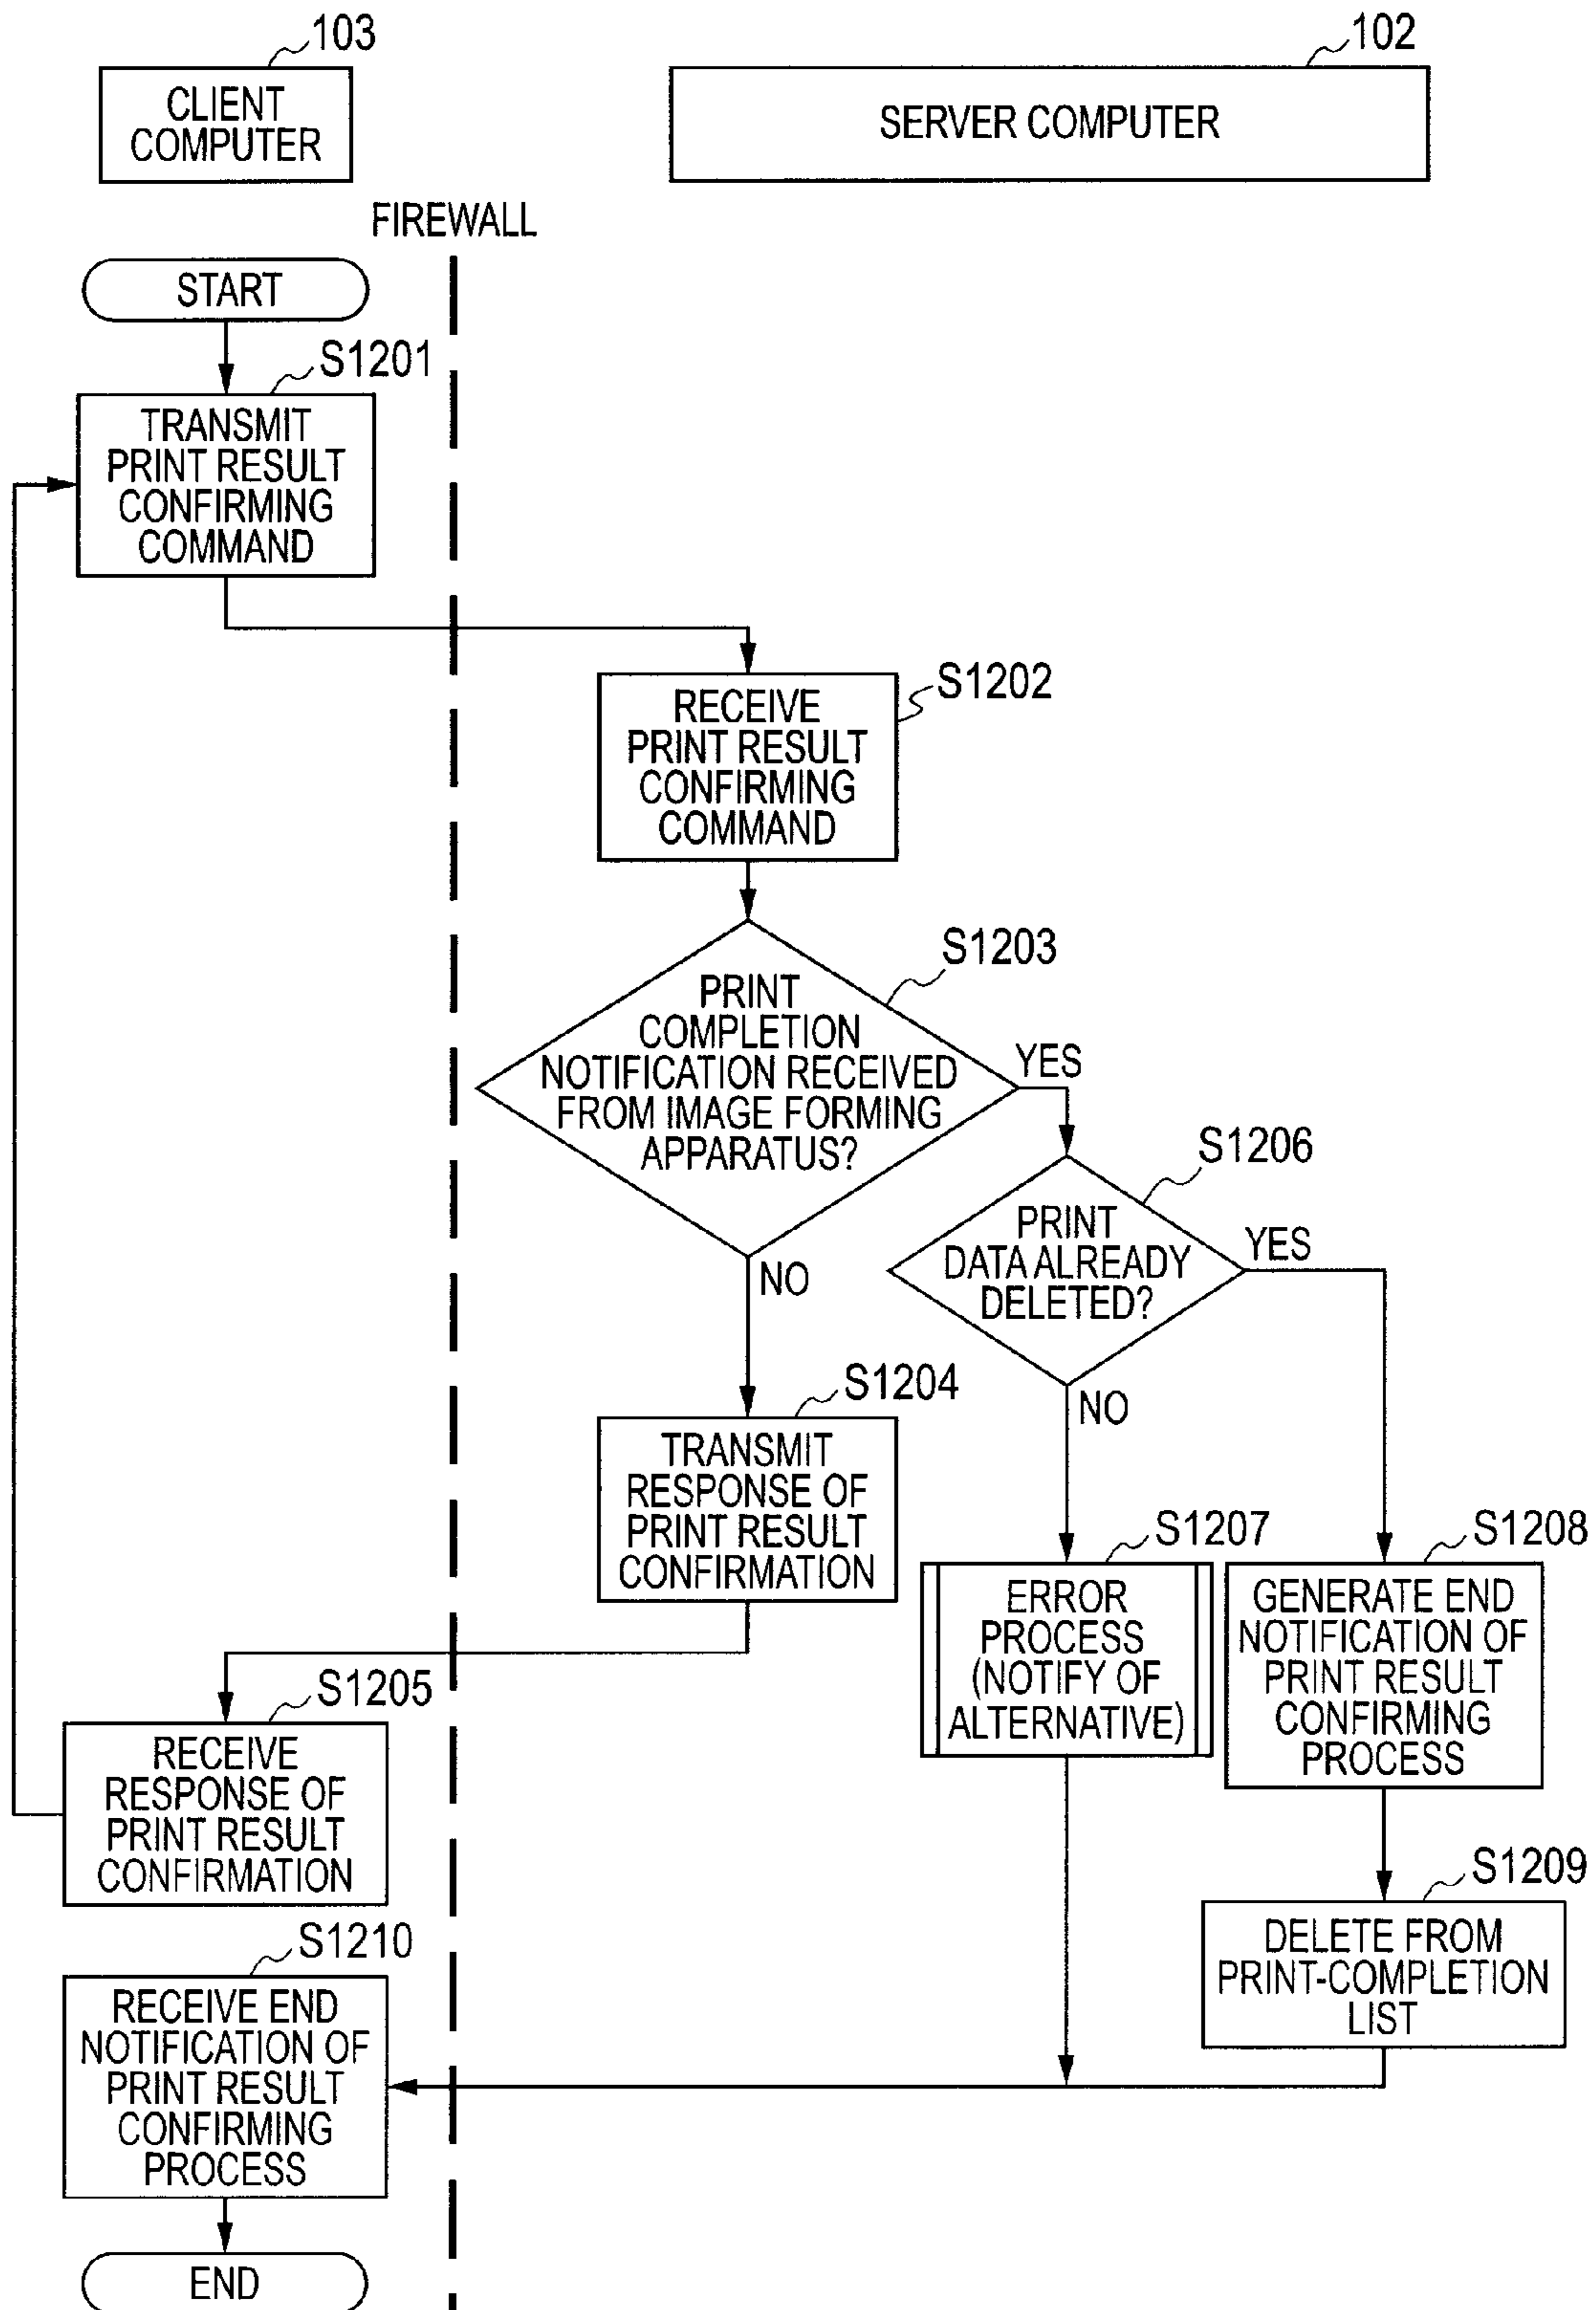 103
CLIENT
COMPUTER
102
SERVER COMPUTER
FIREWALL
START
S1201
TRANSMIT
PRINT RESULT
CONFIRMING
COMMAND
S1202
RECEIVE
PRINT RESULT
CONFIRMING
COMMAND
S1203
PRINT
COMPLETION
NOTIFICATION RECEIVED
FROM IMAGE FORMING
APPARATUS?
YES
NO
S1206
PRINT
DATA ALREADY
DELETED?
YES
NO
S1204
TRANSMIT
RESPONSE OF
PRINT RESULT
CONFIRMATION
S1205
RECEIVE
RESPONSE OF
PRINT RESULT
CONFIRMATION
S1207
ERROR
PROCESS
(NOTIFY OF
ALTERNATIVE)
S1208
GENERATE END
NOTIFICATION OF
PRINT RESULT
CONFIRMING
PROCESS
S1209
DELETE FROM
PRINT-COMPLETION
LIST
S1210
RECEIVE END
NOTIFICATION OF
PRINT RESULT
CONFIRMING
PROCESS
END